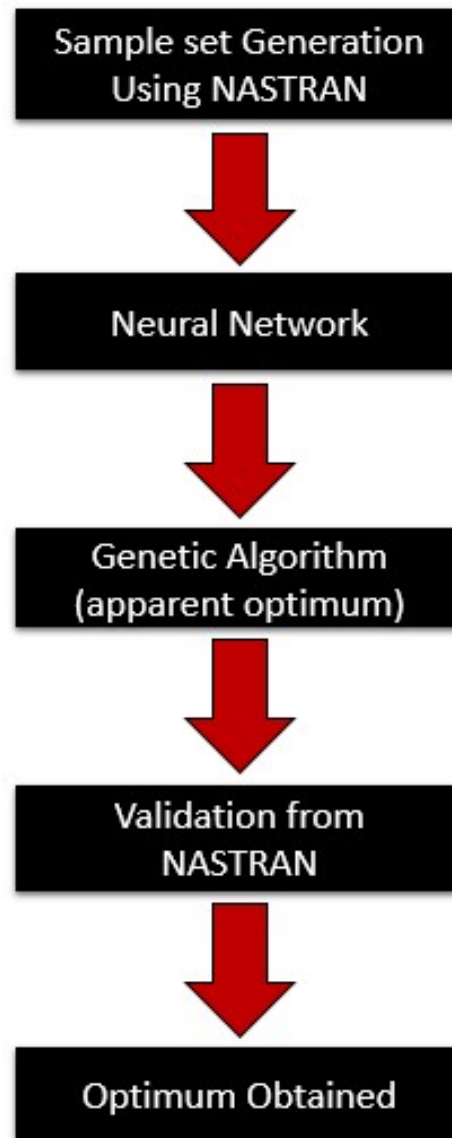 Sample set Generation
Using NASTRAN
Neural Network
Genetic Algorithm
(apparent optimum)
Validation from
NASTRAN
Optimum Obtained